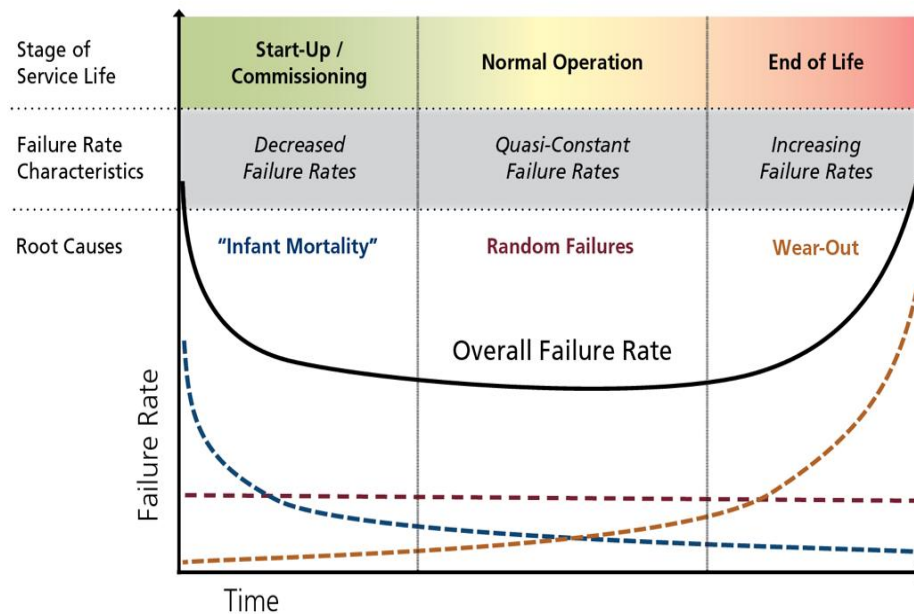 Stage of
Service Life
Start-Up /
Commissioning
Normal Operation
End of Life
Failure Rate
Characteristics
Decreased
Failure Rates
Quasi-Constant
Failure Rates
Increasing
Failure Rates
Root Causes
“Infant Mortality”
Random Failures
Wear-Out
Overall Failure Rate
Failure Rate
Time